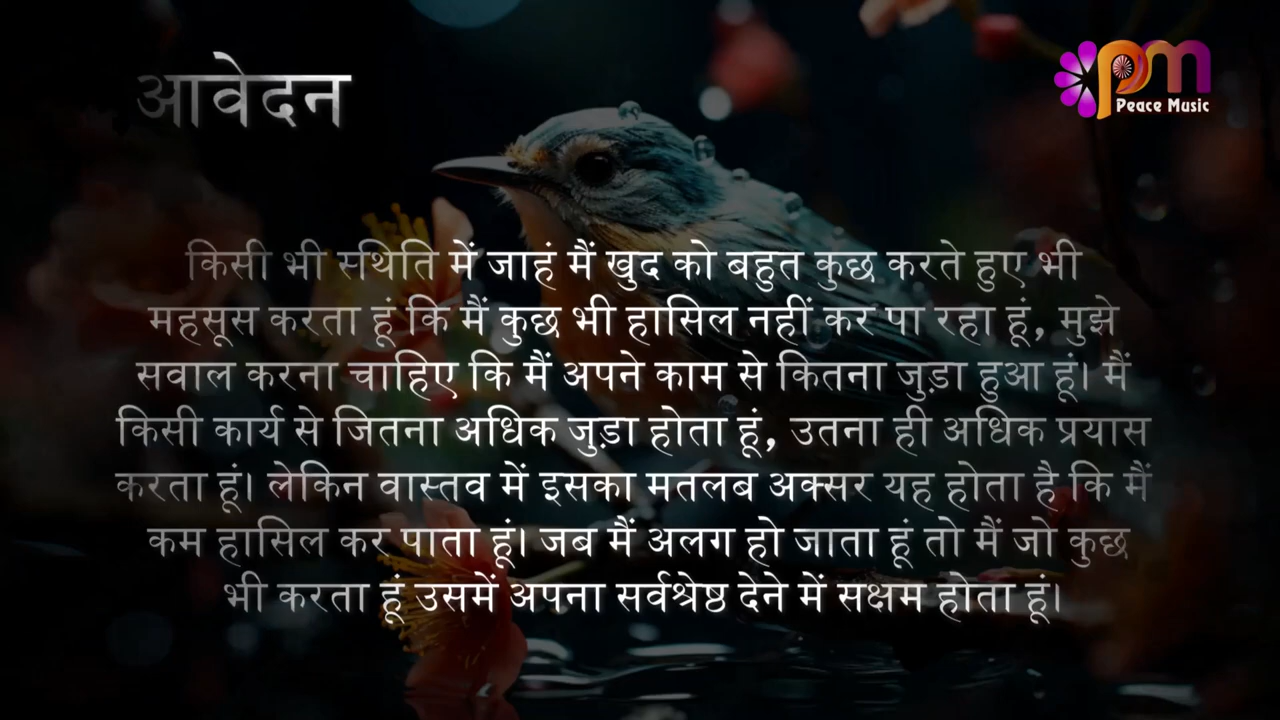 आवेदन
pm
Peace Music
किसी भी स्थिति में जाहं मैं खुद को बहुत कुछ करते हुए भी
महसूस करता हूं कि मैं कुछ भी हासिल नहीं कर पा रहा हूं, मुझे
सवाल करना चाहिए कि मैं अपने काम से कितना जुड़ा हुआ हूं। मैं
किसी कार्य से जितना अधिक जुड़ा होता हूं, उतना ही अधिक प्रयास
करता हूं। लेकिन वास्तव में इसका मतलब अक्सर यह होता है कि मैं
कम हासिल कर पाता हूं। जब मैं अलग हो जाता हूं तो मैं जो कुछ
भी करता हूं उसमें अपना सर्वश्रेष्ठ देने में सक्षम होता हूं।